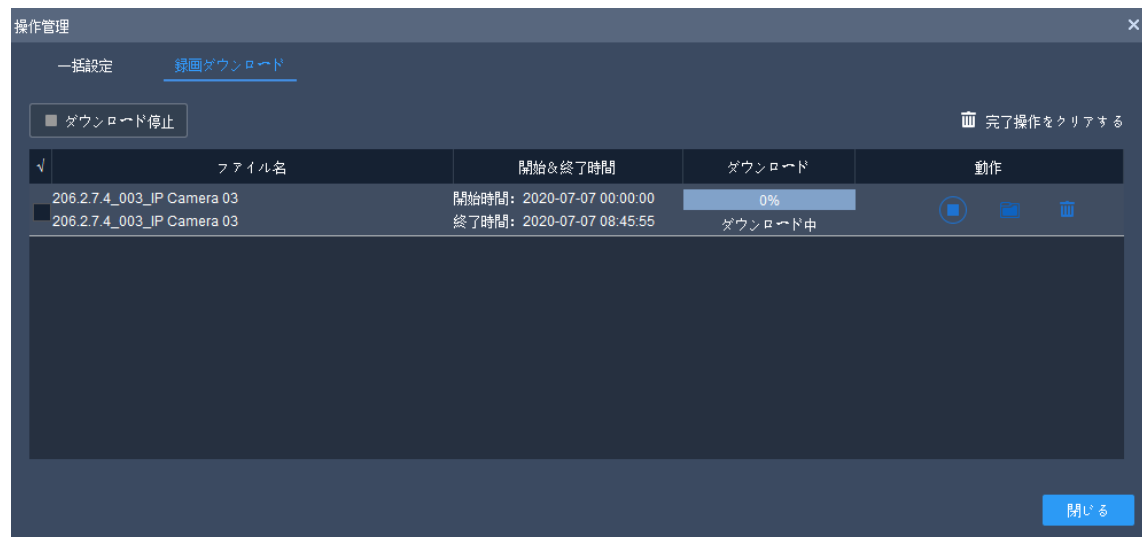 操作管理
一括設定 録画ダウンロード
ダウンロード停止 完了操作をクリアする
√ ファイル名 開始&終了時間 ダウンロード 動作
206.2.7.4_003_IP Camera 03 開始時間: 2020-07-07 00:00:00 0%
206.2.7.4_003_IP Camera 03 終了時間: 2020-07-07 08:45:55 ダウンロード中
閉じる